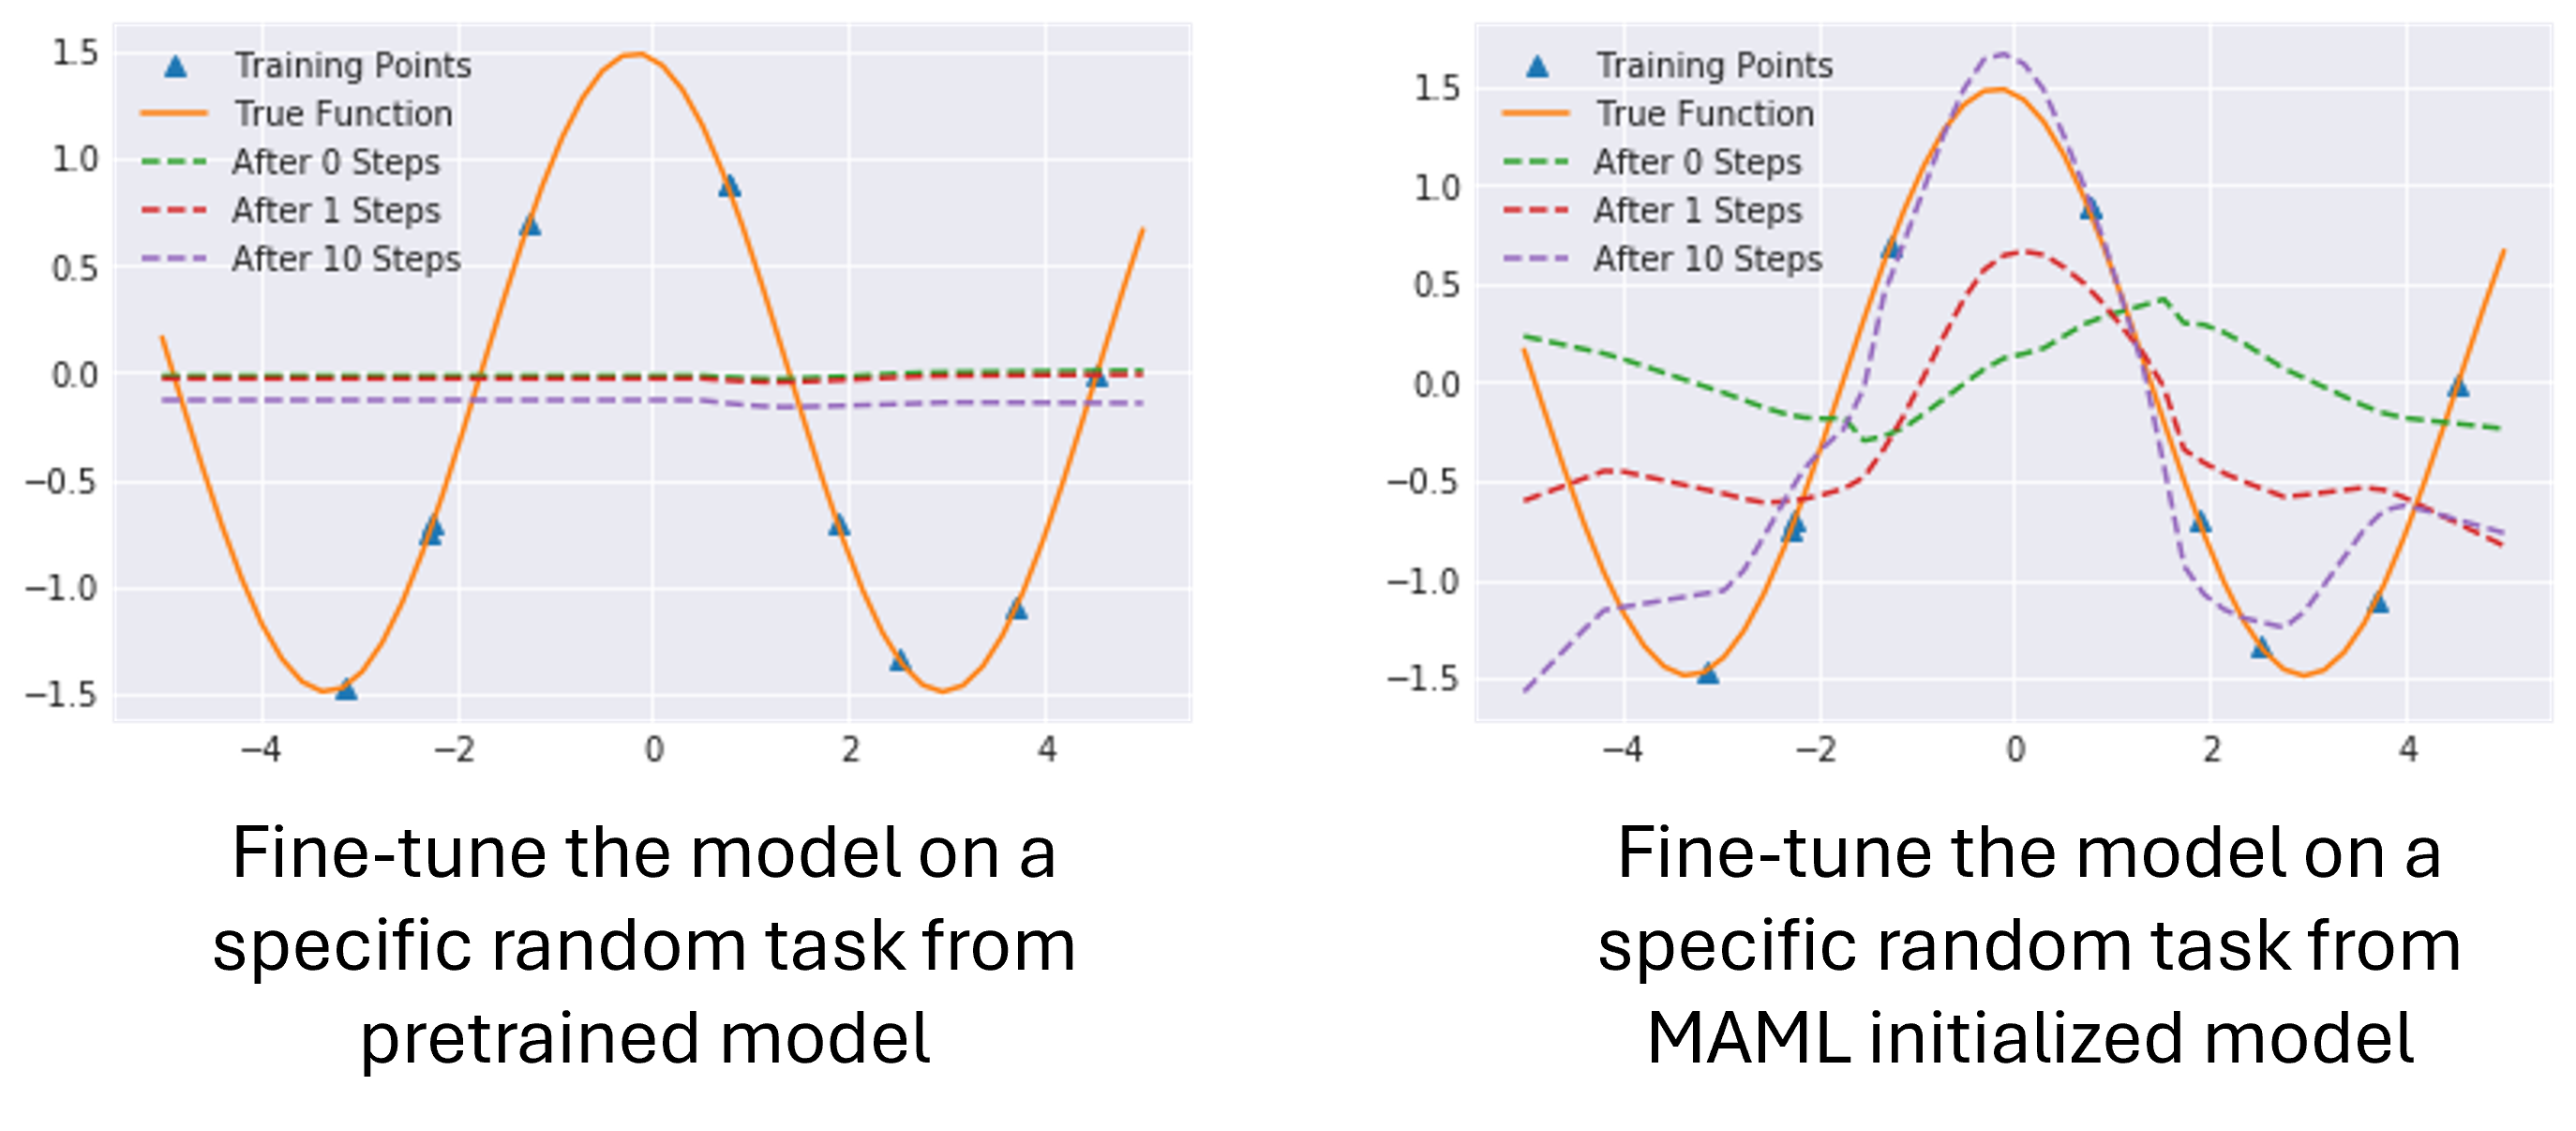 1.5
1.0
0.5
0.0
−0.5
−1.0
−1.5
Training Points
True Function
After 0 Steps
After 1 Steps
After 10 Steps
−4 −2 0 2 4
Fine-tune the model on a
specific random task from
pretrained model
1.5
1.0
0.5
0.0
−0.5
−1.0
−1.5
Training Points
True Function
After 0 Steps
After 1 Steps
After 10 Steps
−4 −2 0 2 4
Fine-tune the model on a
specific random task from
MAML initialized model